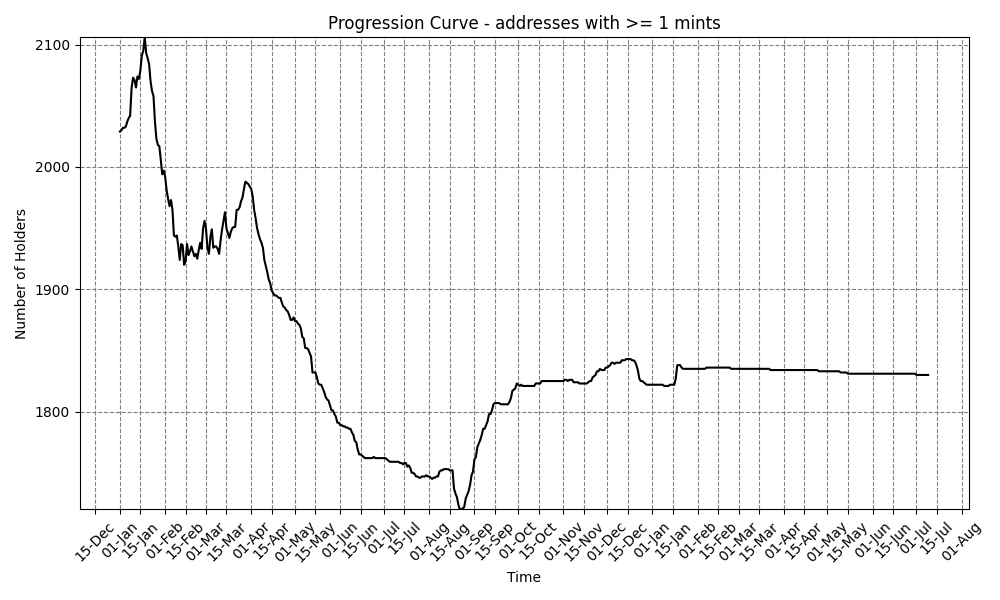 Progression Curve - addresses with >= 1 mints
Number of Holders
2100
2000
1900
1800
15-Dec
01-Jan
15-Jan
01-Feb
15-Feb
01-Mar
15-Mar
01-Apr
15-Apr
01-May
15-May
01-Jun
15-Jun
01-Jul
15-Jul
01-Aug
15-Aug
01-Sep
15-Sep
01-Oct
15-Oct
01-Nov
15-Nov
01-Dec
15-Dec
01-Jan
15-Jan
01-Feb
15-Feb
01-Mar
15-Mar
01-Apr
15-Apr
01-May
15-May
01-Jun
15-Jun
01-Jul
15-Jul
01-Aug
Time